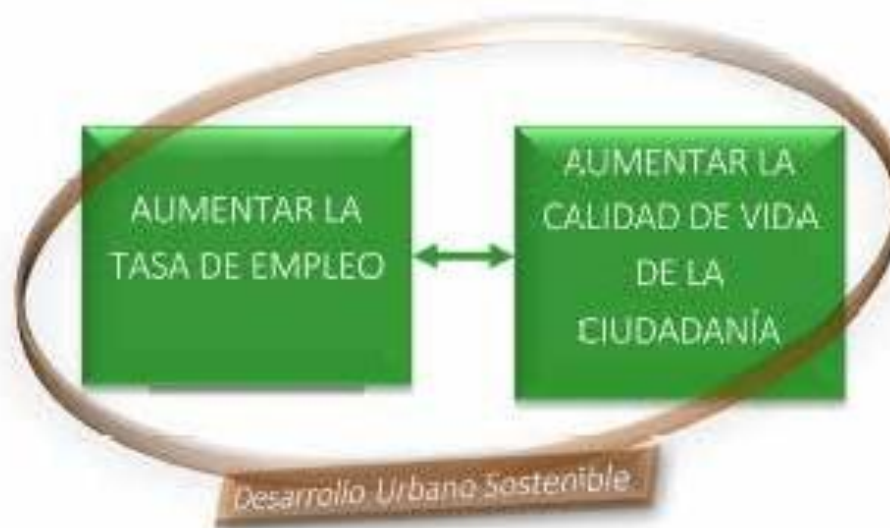 AUMENTAR LA
TASA DE EMPLEO
AUMENTAR LA
CALIDAD DE VIDA
DE LA
CIUDADANÍA
Desarrollo Urbano Sostenible